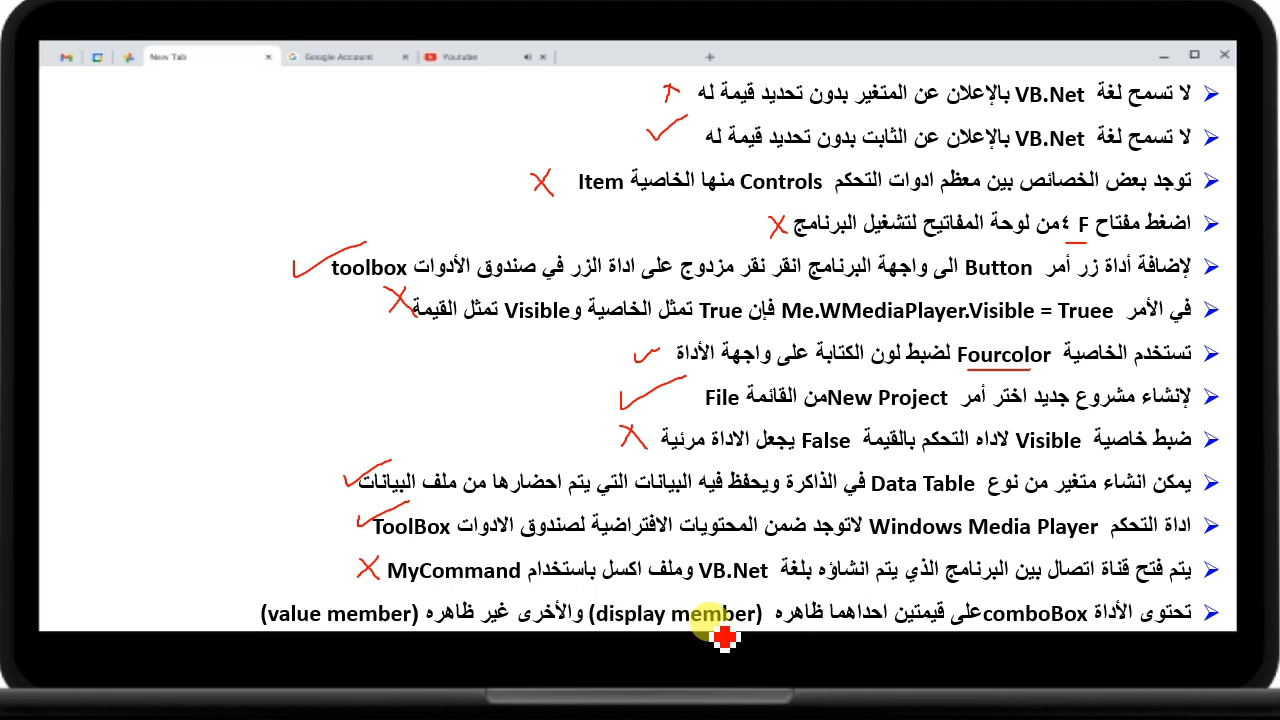 New Tab Google Account Youtube
لا تسمح لغة VB.Net بالإعلان عن المتغير بدون تحديد قيمة له
لا تسمح لغة VB.Net بالإعلان عن الثابت بدون تحديد قيمة له
توجد بعض الخصائص بين معظم ادوات التحكم Controls منها الخاصية Item
اضغط مفتاح F ٤من لوحة المفاتيح لتشغيل البرنامج
لإضافة أداة زر أمر Button الى واجهة البرنامج انقر نقر مزدوج على اداة الزر في صندوق الأدوات toolbox
في الأمر Me.WMediaPlayer.Visible = Truee فإن True تمثل الخاصية وVisible تمثل القيمة
تستخدم الخاصية Fourcolor لضبط لون الكتابة على واجهة الأداة
لإنشاء مشروع جديد اختر أمر New Projectمن القائمة File
ضبط خاصية Visible لاداه التحكم بالقيمة False يجعل الاداة مرئية
يمكن انشاء متغير من نوع Data Table في الذاكرة ويحفظ فيه البيانات التي يتم احضارها من ملف البيانات
اداة التحكم Windows Media Player لاتوجد ضمن المحتويات الافتراضية لصندوق الادوات ToolBox
يتم فتح قناة اتصال بين البرنامج الذي يتم انشاؤه بلغة VB.Net وملف اكسل باستخدام MyCommand
تحتوى الأداة comboBoxعلى قيمتين احداهما ظاهره (display member) والأخرى غير ظاهره (value member)